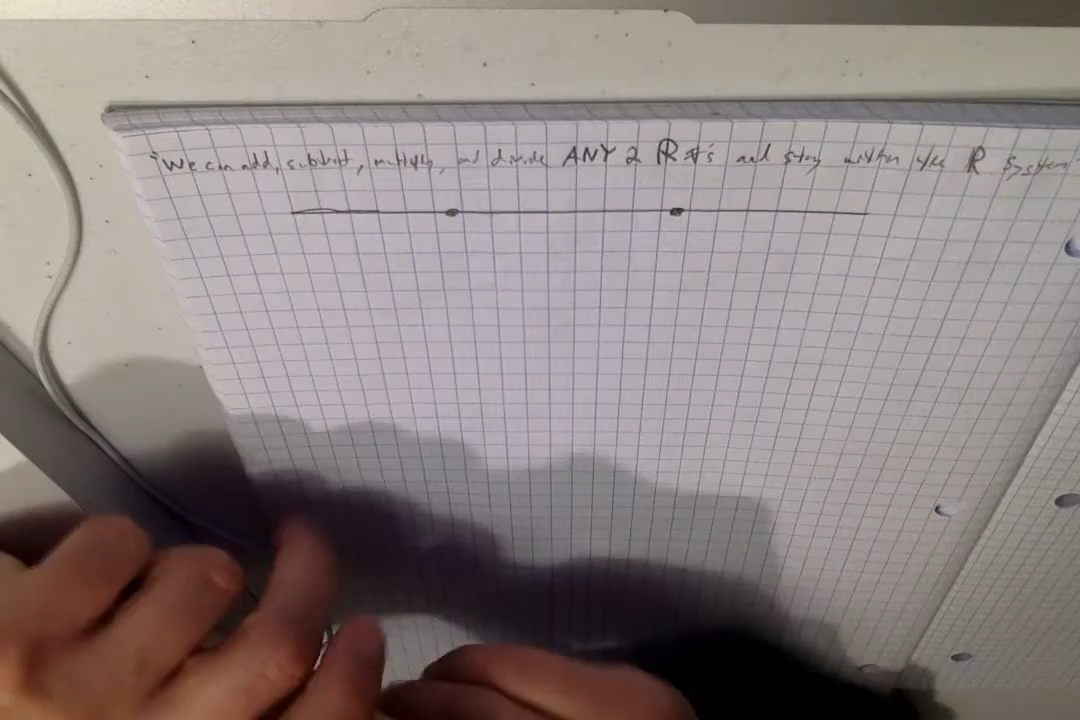 "We can add, subtract, multiply, and divide ANY 2 ℝ #'s and stay within the ℝ system"